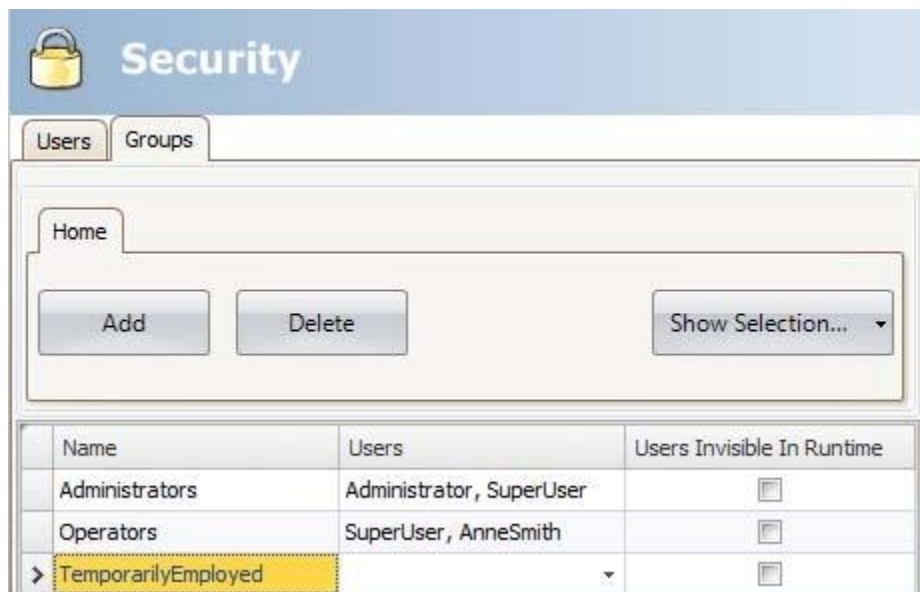 Security
Users Groups
Home
Add Delete Show Selection...
Name Users Users Invisible In Runtime
Administrators Administrator, SuperUser
Operators SuperUser, AnneSmith
TemporarilyEmployed